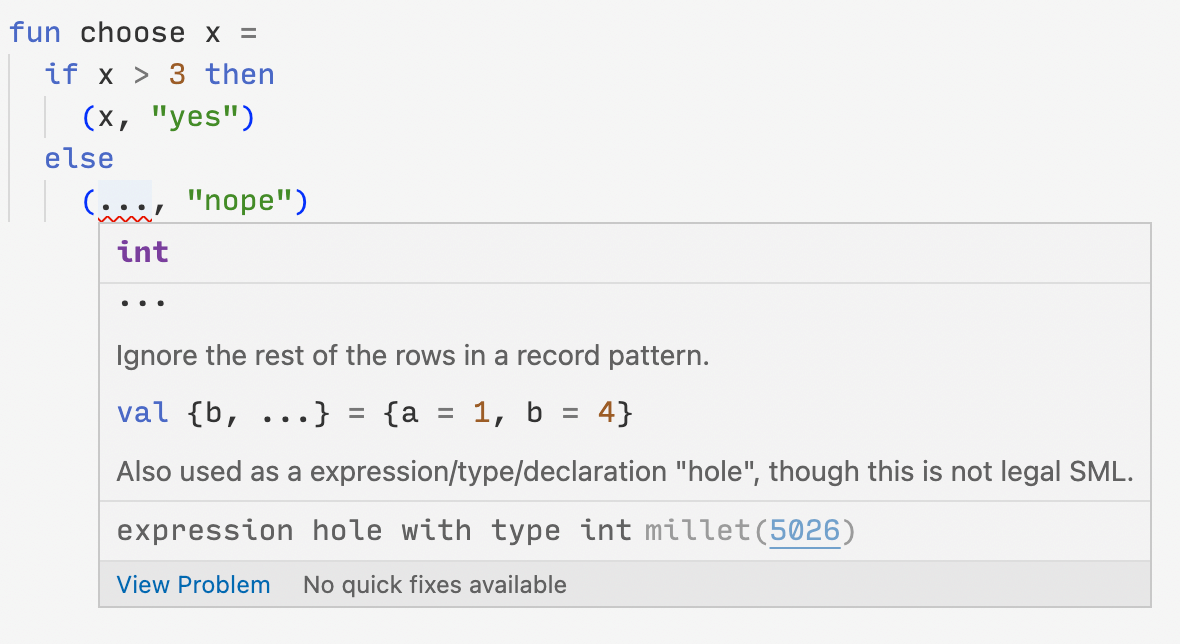 fun choose x =
if x > 3 then
(x, "yes")
else
(..., "nope")
int
...
Ignore the rest of the rows in a record pattern.
val {b, ...} = {a = 1, b = 4}
Also used as a expression/type/declaration "hole", though this is not legal SML.
expression hole with type int millet(5026)
View Problem No quick fixes available